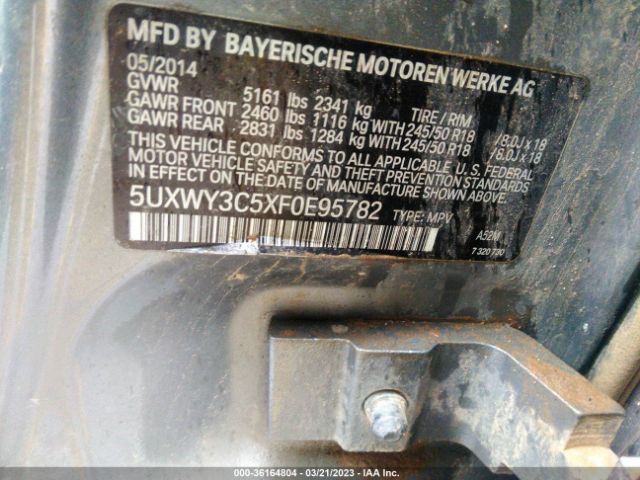 MFD BY BAYERISCHE MOTOREN WERKE AG
05/2014
GVWR 5161 lbs 2341 kg TIRE / RIM
GAWR FRONT 2460 lbs 1116 kg WITH 245/50 R18 /8.0J x 18
GAWR REAR 2831 lbs 1284 kg WITH 245/50 R18 /8.0J x 18
THIS VEHICLE CONFORMS TO ALL APPLICABLE U.S. FEDERAL
MOTOR VEHICLE SAFETY AND THEFT PREVENTION STANDARDS
IN EFFECT ON THE DATE OF MANUFACTURE SHOWN ABOVE.
5UXWY3C5XF0E95782 TYPE: MPV
A52M
7 320 730
000-36164804 — 03/21/2023 — IAA Inc.